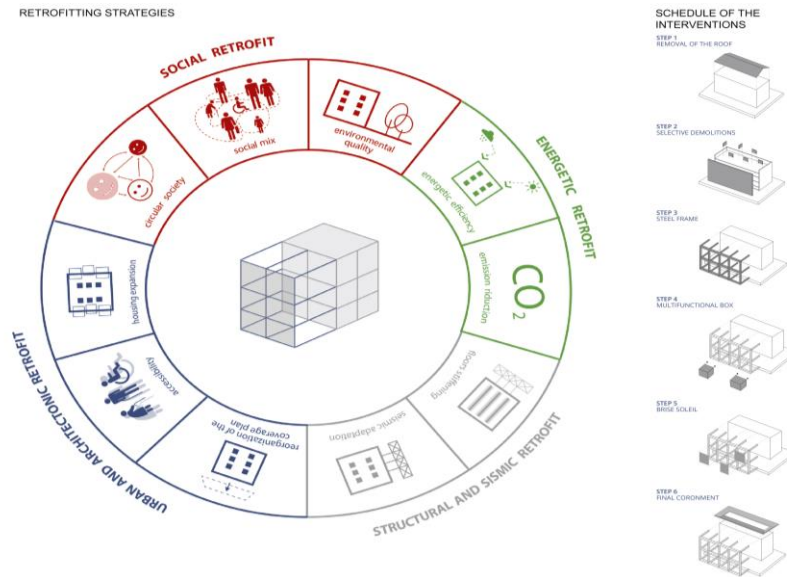 RETROFITTING STRATEGIES
SOCIAL RETROFIT
circular society
social mix
environmental
quality
ENERGETIC RETROFIT
energetic efficiency
emission riduction
CO2
STRUCTURAL AND SISMIC RETROFIT
floors stiffening
seismic adaptation
URBAN AND ARCHITECTONIC RETROFIT
reorganization of the
coverage plan
accessibility
housing expansion
SCHEDULE OF THE
INTERVENTIONS
STEP 1
REMOVAL OF THE ROOF
STEP 2
SELECTIVE DEMOLITIONS
STEP 3
STEEL FRAME
STEP 4
MULTIFUNCTIONAL BOX
STEP 5
BRISE SOLEIL
STEP 6
FINAL CORONMENT